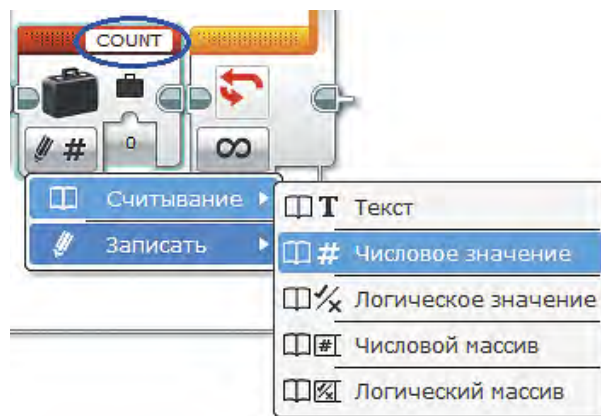 COUNT
#
0
∞
Считывание
Записать
T Текст
# Числовое значение
Логическое значение
# Числовой массив
Логический массив